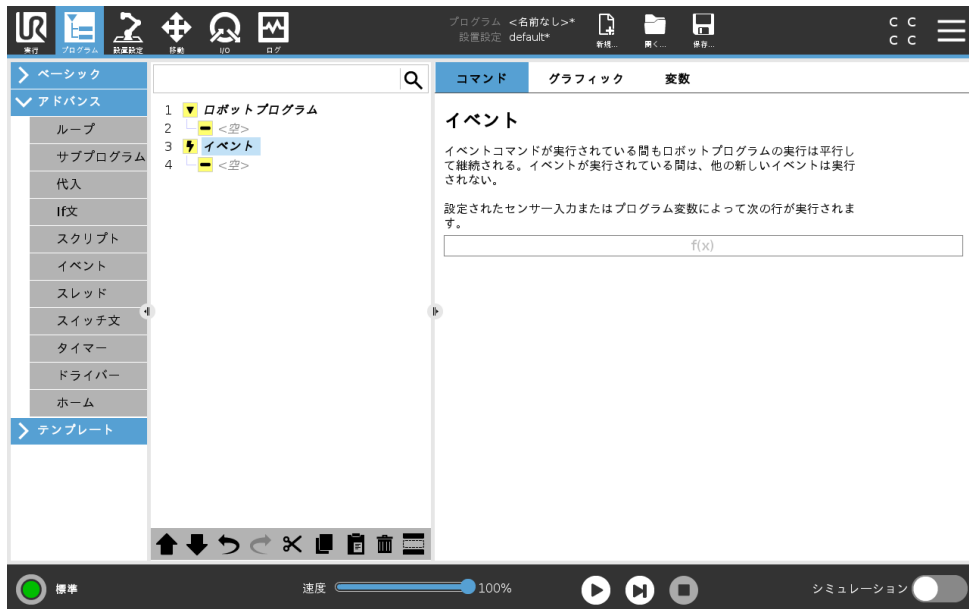 UR
実行
プログラム
設置設定
移動
I/O
ログ
プログラム <名前なし>*
設置設定 default*
新規...
開く...
保存...
C C
C C
ベーシック
アドバンス
ループ
サブプログラム
代入
If文
スクリプト
イベント
スレッド
スイッチ文
タイマー
ドライバー
ホーム
テンプレート
1 ロボットプログラム
2 <空>
3 イベント
4 <空>
コマンド グラフィック 変数
イベント
イベントコマンドが実行されている間もロボットプログラムの実行は平行し
て継続される。イベントが実行されている間は、他の新しいイベントは実行
されない。
設定されたセンサー入力またはプログラム変数によって次の行が実行されま
す。
f(x)
標準
速度 100%
シミュレーション